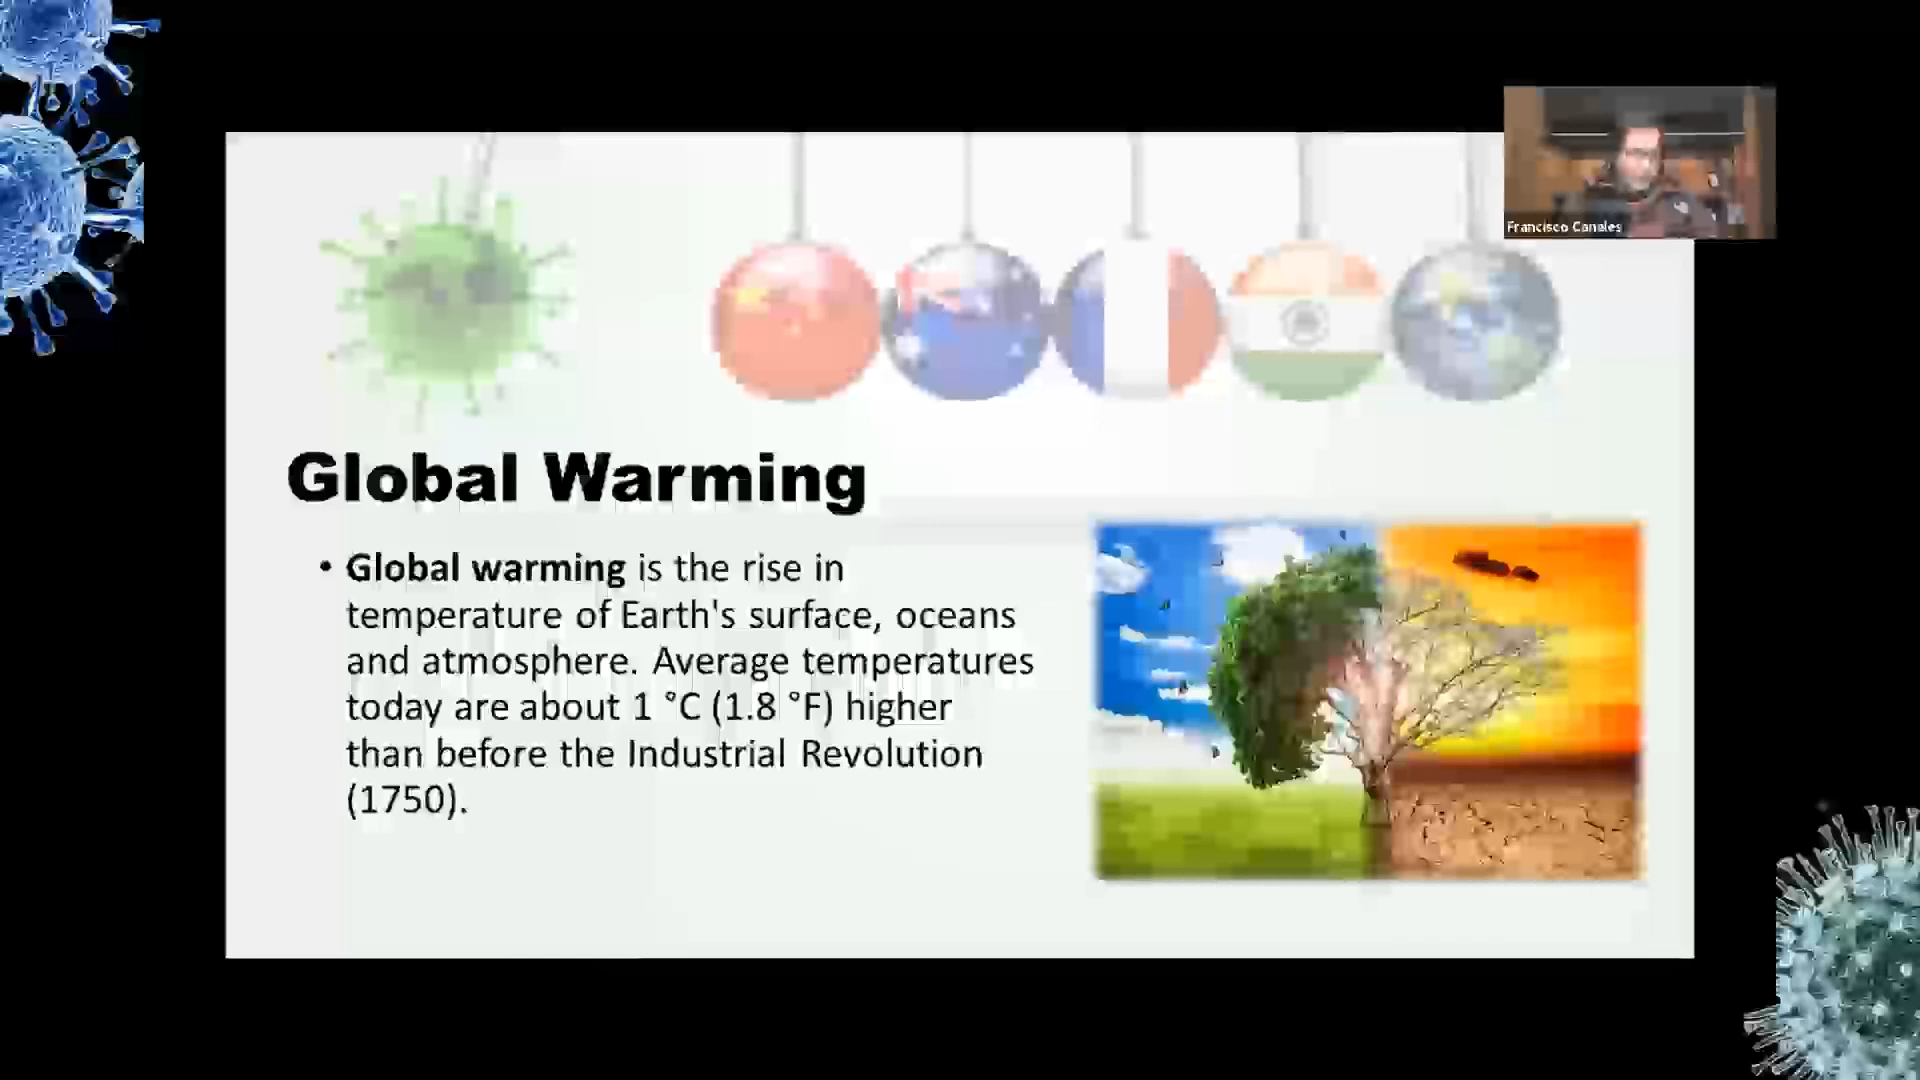 Francisco Canales
Global Warming
• Global warming is the rise in
temperature of Earth's surface, oceans
and atmosphere. Average temperatures
today are about 1 °C (1.8 °F) higher
than before the Industrial Revolution
(1750).